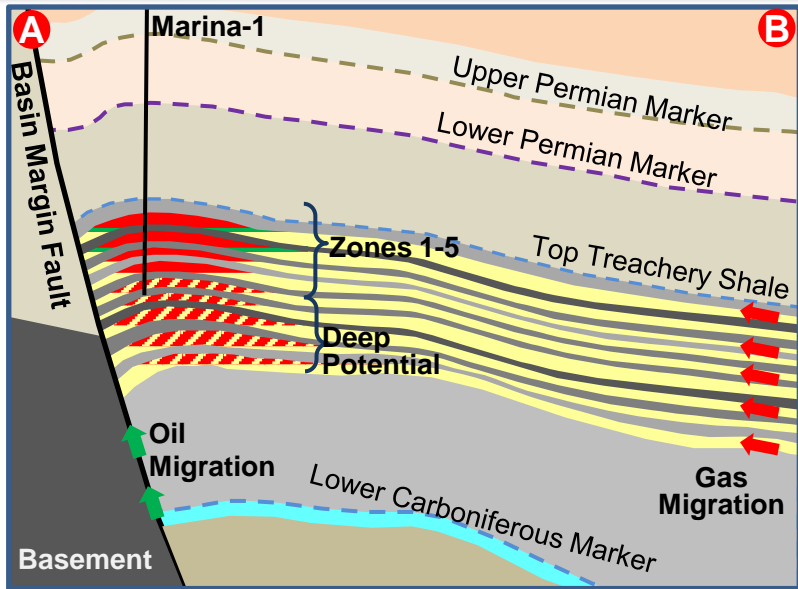 A
Marina-1
B
Basin Margin Fault
Upper Permian Marker
Lower Permian Marker
Zones 1-5
Top Treachery Shale
Deep
Potential
Oil
Migration
Gas
Migration
Lower Carboniferous Marker
Basement